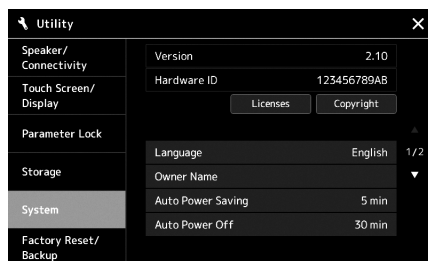 Utility
Speaker/
Connectivity
Touch Screen/
Display
Parameter Lock
Storage
System
Factory Reset/
Backup
Version 2.10
Hardware ID 123456789AB
Licenses Copyright
Language English
Owner Name
Auto Power Saving 5 min
Auto Power Off 30 min
1/2